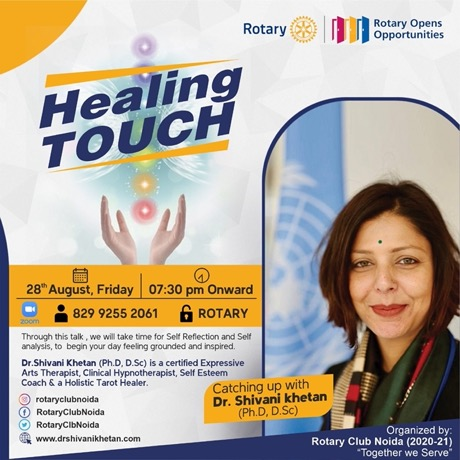 Rotary
Rotary Opens
Opportunities
Healing
TOUCH
28th August, Friday
07:30 pm Onward
zoom
829 9255 2061
ROTARY
Through this talk , we will take time for Self Reflection and Self
analysis, to begin your day feeling grounded and inspired.
Dr.Shivani Khetan (Ph.D, D.Sc) is a certified Expressive
Arts Therapist, Clinical Hypnotherapist, Self Esteem
Coach & a Holistic Tarot Healer.
rotaryclubnoida
RotaryClubNoida
RotaryClbNoida
www.drshivanikhetan.com
Catching up with
Dr. Shivani khetan
(Ph.D, D.Sc)
Organized by:
Rotary Club Noida (2020-21)
"Together we Serve"